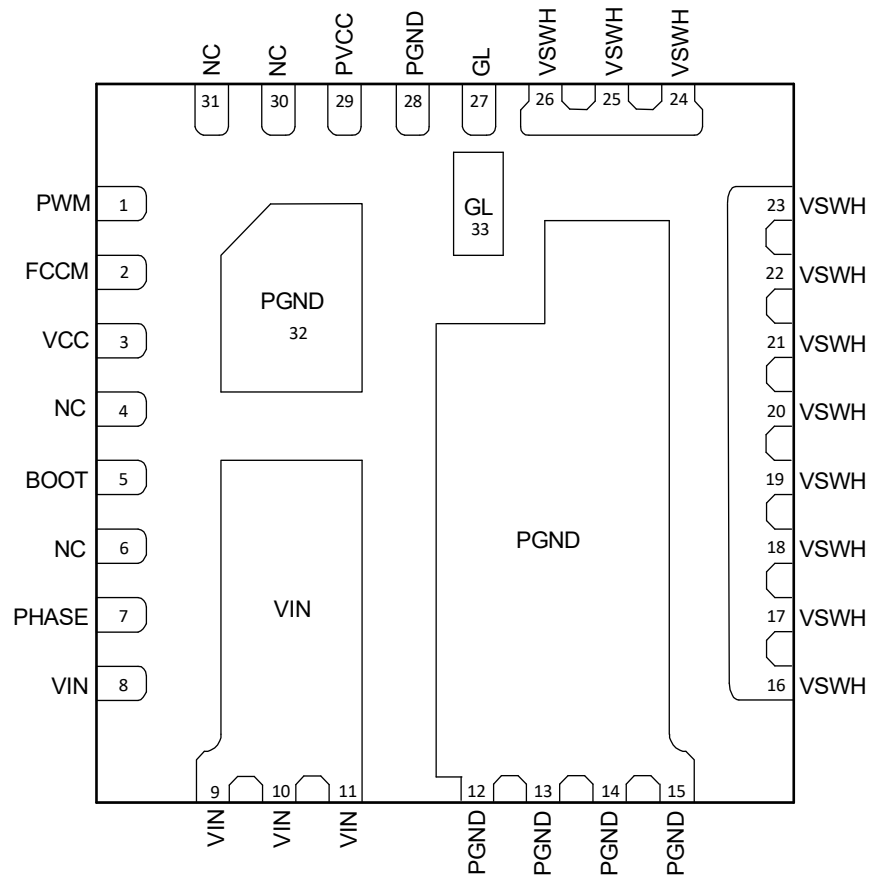 NC
NC
PVCC
PGND
GL
VSWH
VSWH
VSWH
31
30
29
28
27
26
25
24
PWM 1
GL
33
23 VSWH
FCCM 2
22 VSWH
PGND
32
VCC 3
21 VSWH
NC 4
20 VSWH
BOOT 5
19 VSWH
NC 6
PGND
18 VSWH
PHASE 7
VIN
17 VSWH
VIN 8
16 VSWH
9
10
11
12
13
14
15
VIN
VIN
VIN
PGND
PGND
PGND
PGND